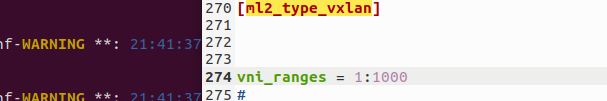 270 [ml2_type_vxlan]
nf-WARNING **: 21:41:37
271
272
273
274 vni_ranges = 1:1000
nf-WARNING **: 21:41:37
275 #